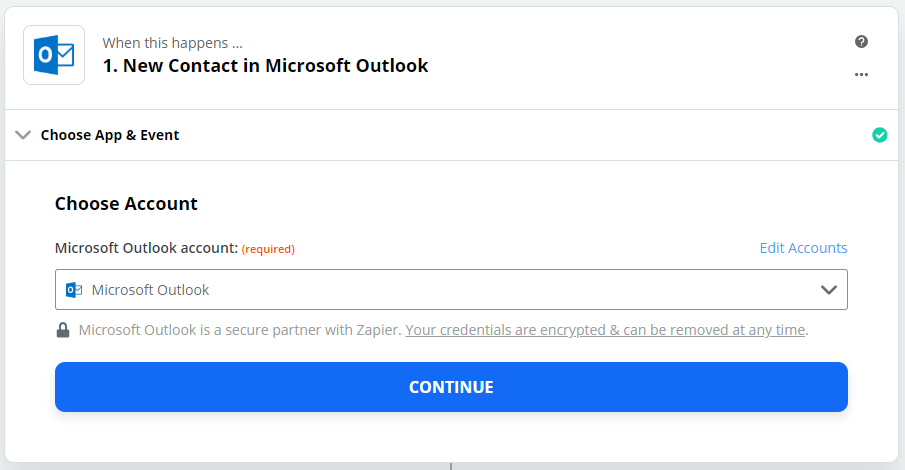 When this happens ...
1. New Contact in Microsoft Outlook
Choose App & Event
Choose Account
Microsoft Outlook account: (required)
Edit Accounts
Microsoft Outlook
Microsoft Outlook is a secure partner with Zapier. Your credentials are encrypted & can be removed at any time.
CONTINUE